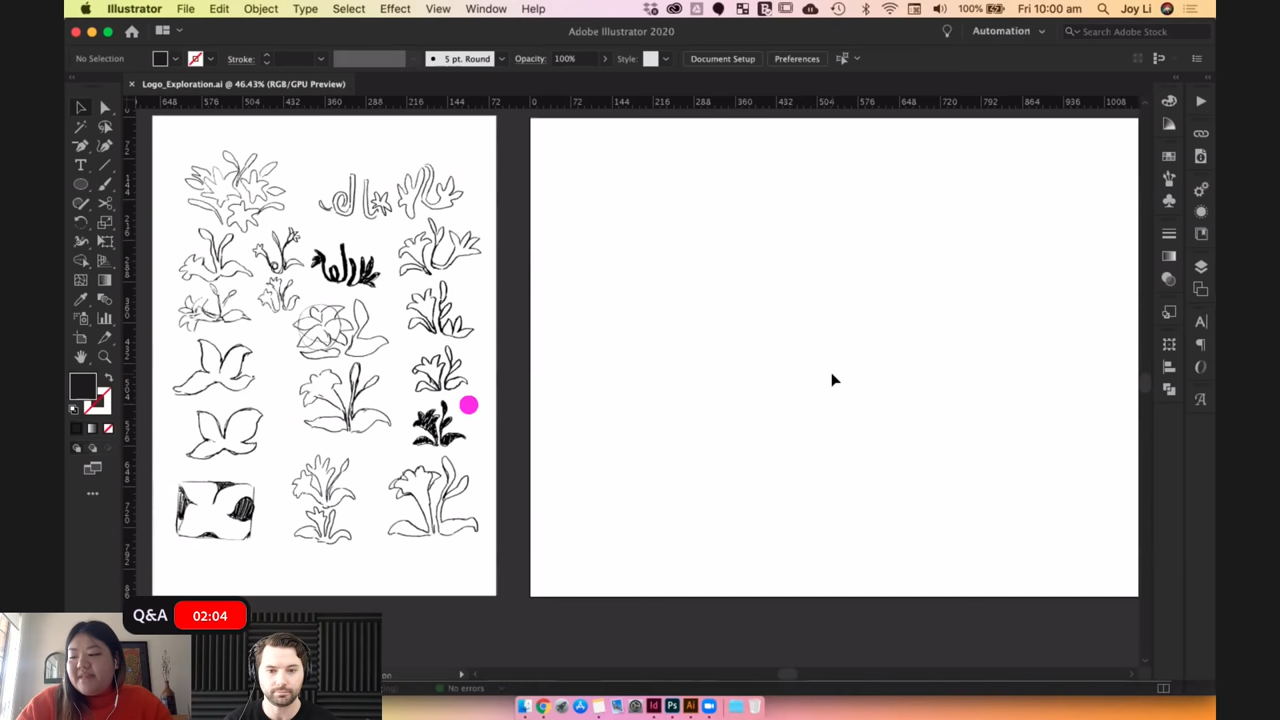 Illustrator File Edit Object Type Select Effect View Window Help 100% Fri 10:00 am Joy Li
Adobe Illustrator 2020 Automation Search Adobe Stock
No Selection Stroke: 5 pt. Round Opacity: 100% Style: Document Setup Preferences
× Logo_Exploration.ai @ 46.43% (RGB/GPU Preview)
648 576 504 432 360 288 216 144 72 0 72 144 216 288 360 432 504 576 648 720 792 864 936 1008
Q&A 02:04
No errors